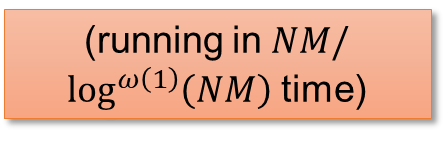 (running in 𝑁𝑀/
log^𝜔(1)(𝑁𝑀) time)